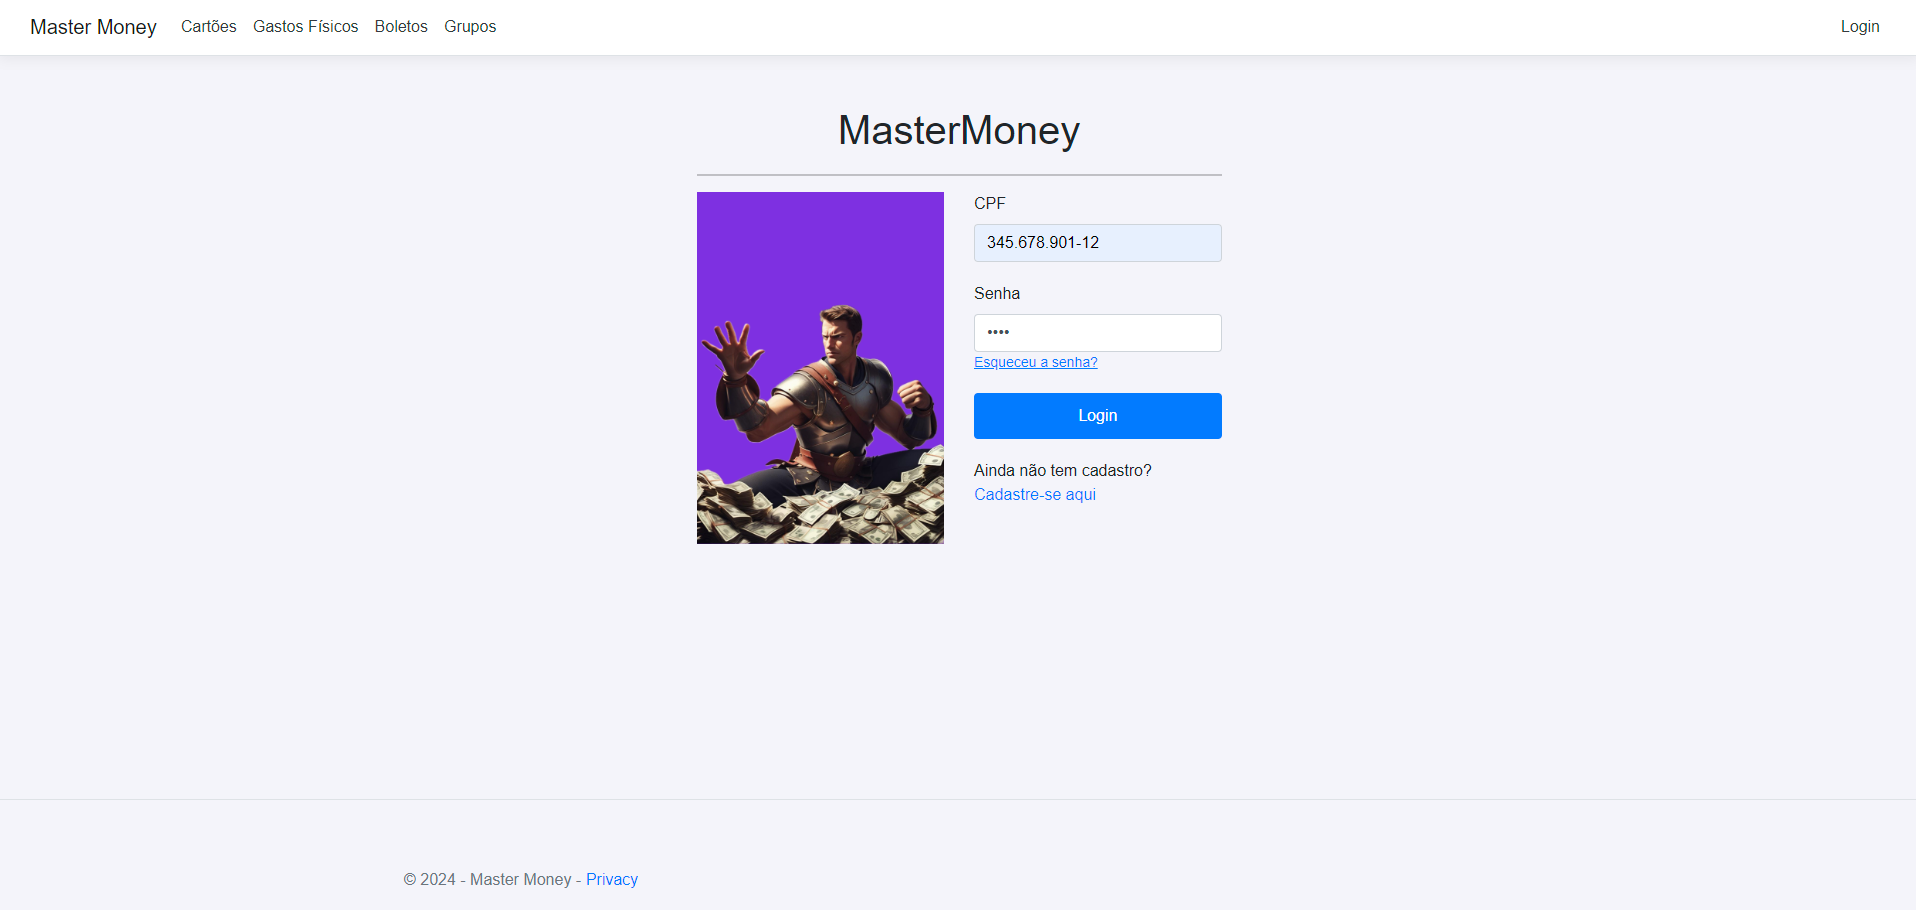 Master Money Cartões Gastos Físicos Boletos Grupos Login
MasterMoney
CPF
345.678.901-12
Senha
••••
Esqueceu a senha?
Login
Ainda não tem cadastro?
Cadastre-se aqui
© 2024 - Master Money - Privacy